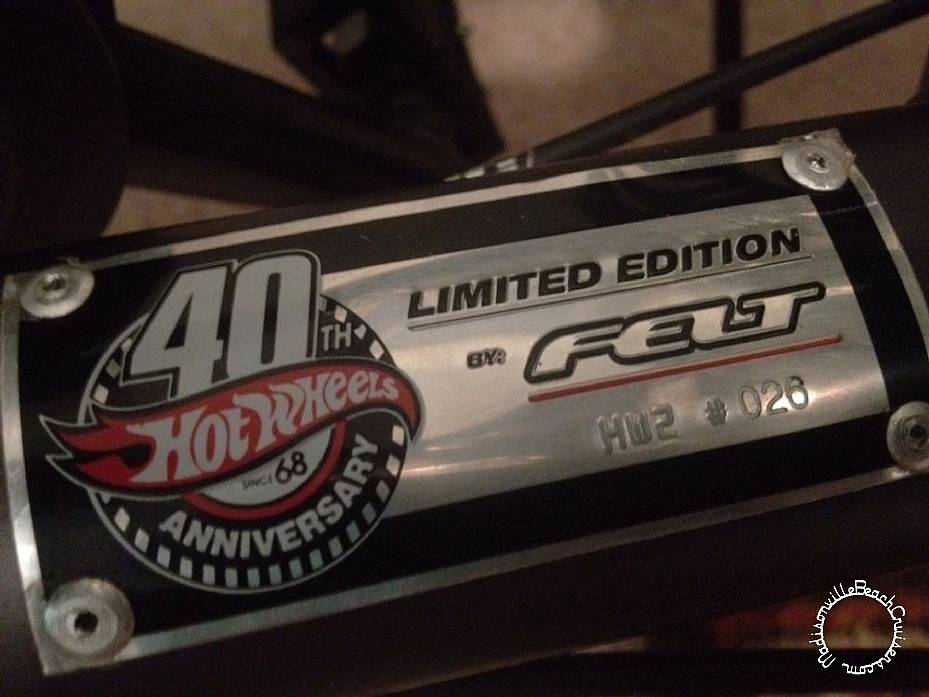 40TH
HOT WHEELS
SINCE 68
ANNIVERSARY
LIMITED EDITION
BY: FELT
HW2 # 026
MadisonvilleBeachCruisers.com